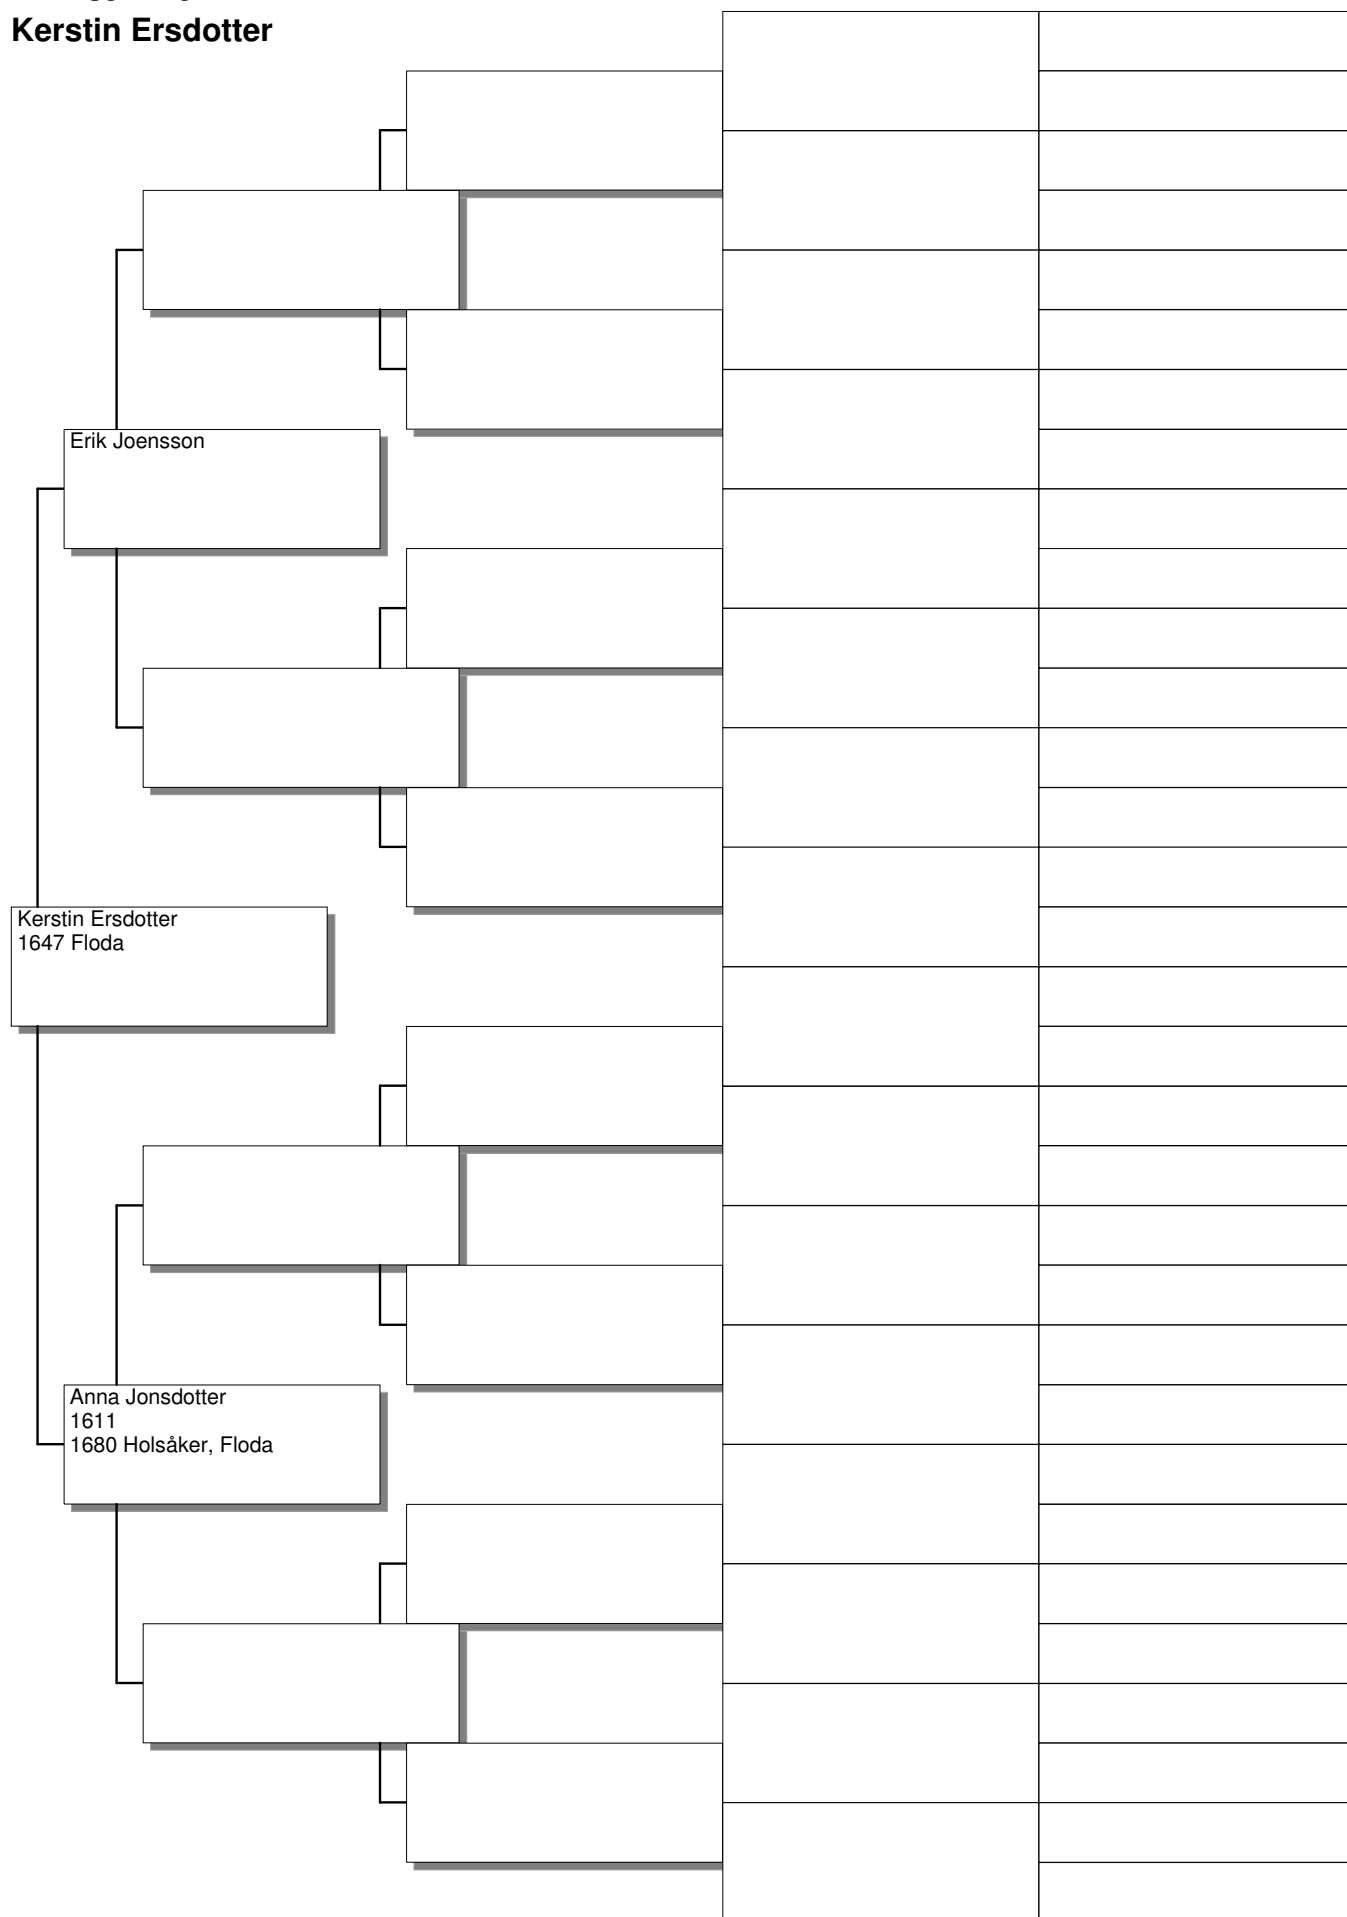 Kerstin Ersdotter
Erik Joensson
Kerstin Ersdotter
1647 Floda
Anna Jonsdotter
1611
1680 Holsåker, Floda